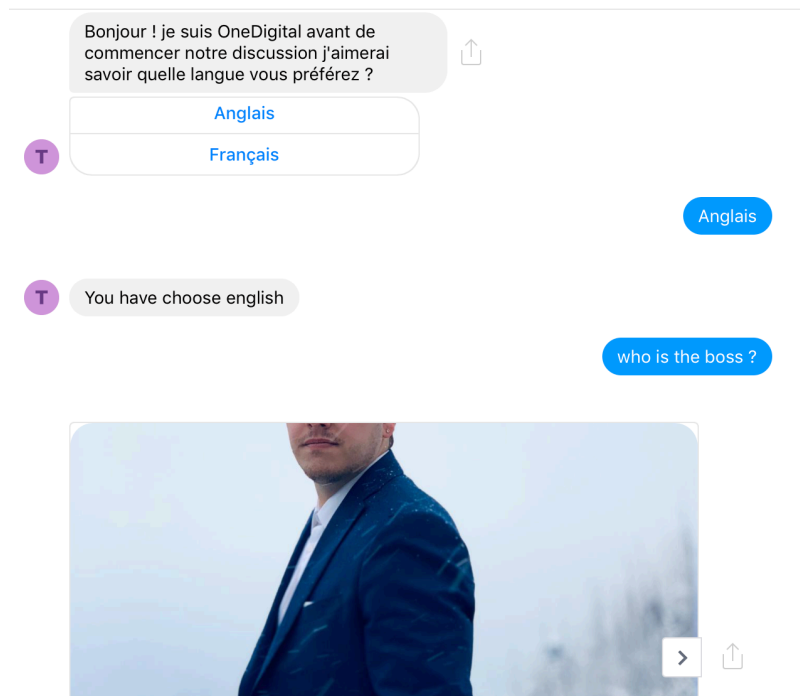 Bonjour ! je suis OneDigital avant de
commencer notre discussion j'aimerai
savoir quelle langue vous préférez ?
Anglais
Français
T
Anglais
T
You have choose english
who is the boss ?